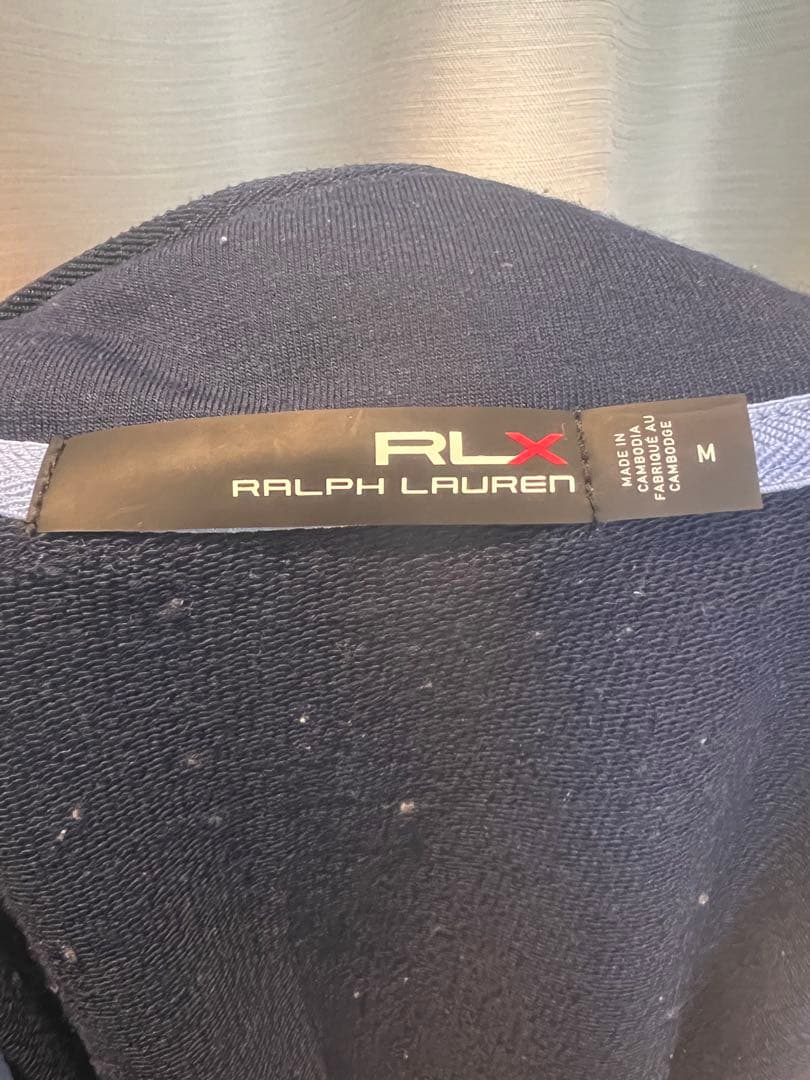 RLX
RALPH LAUREN
MADE IN
CAMBODIA
FABRIQUÉ AU
CAMBODGE
M